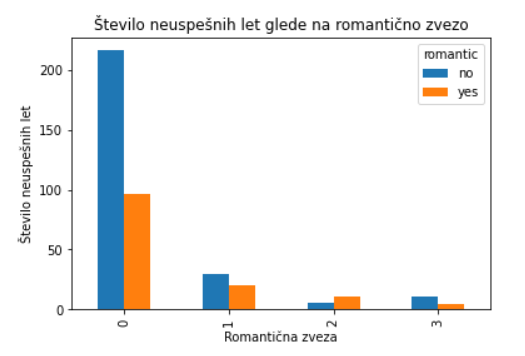 Število neuspešnih let glede na romantično zvezo
romantic
no
yes
Število neuspešnih let
200
150
100
50
0
0
1
2
3
Romantična zveza